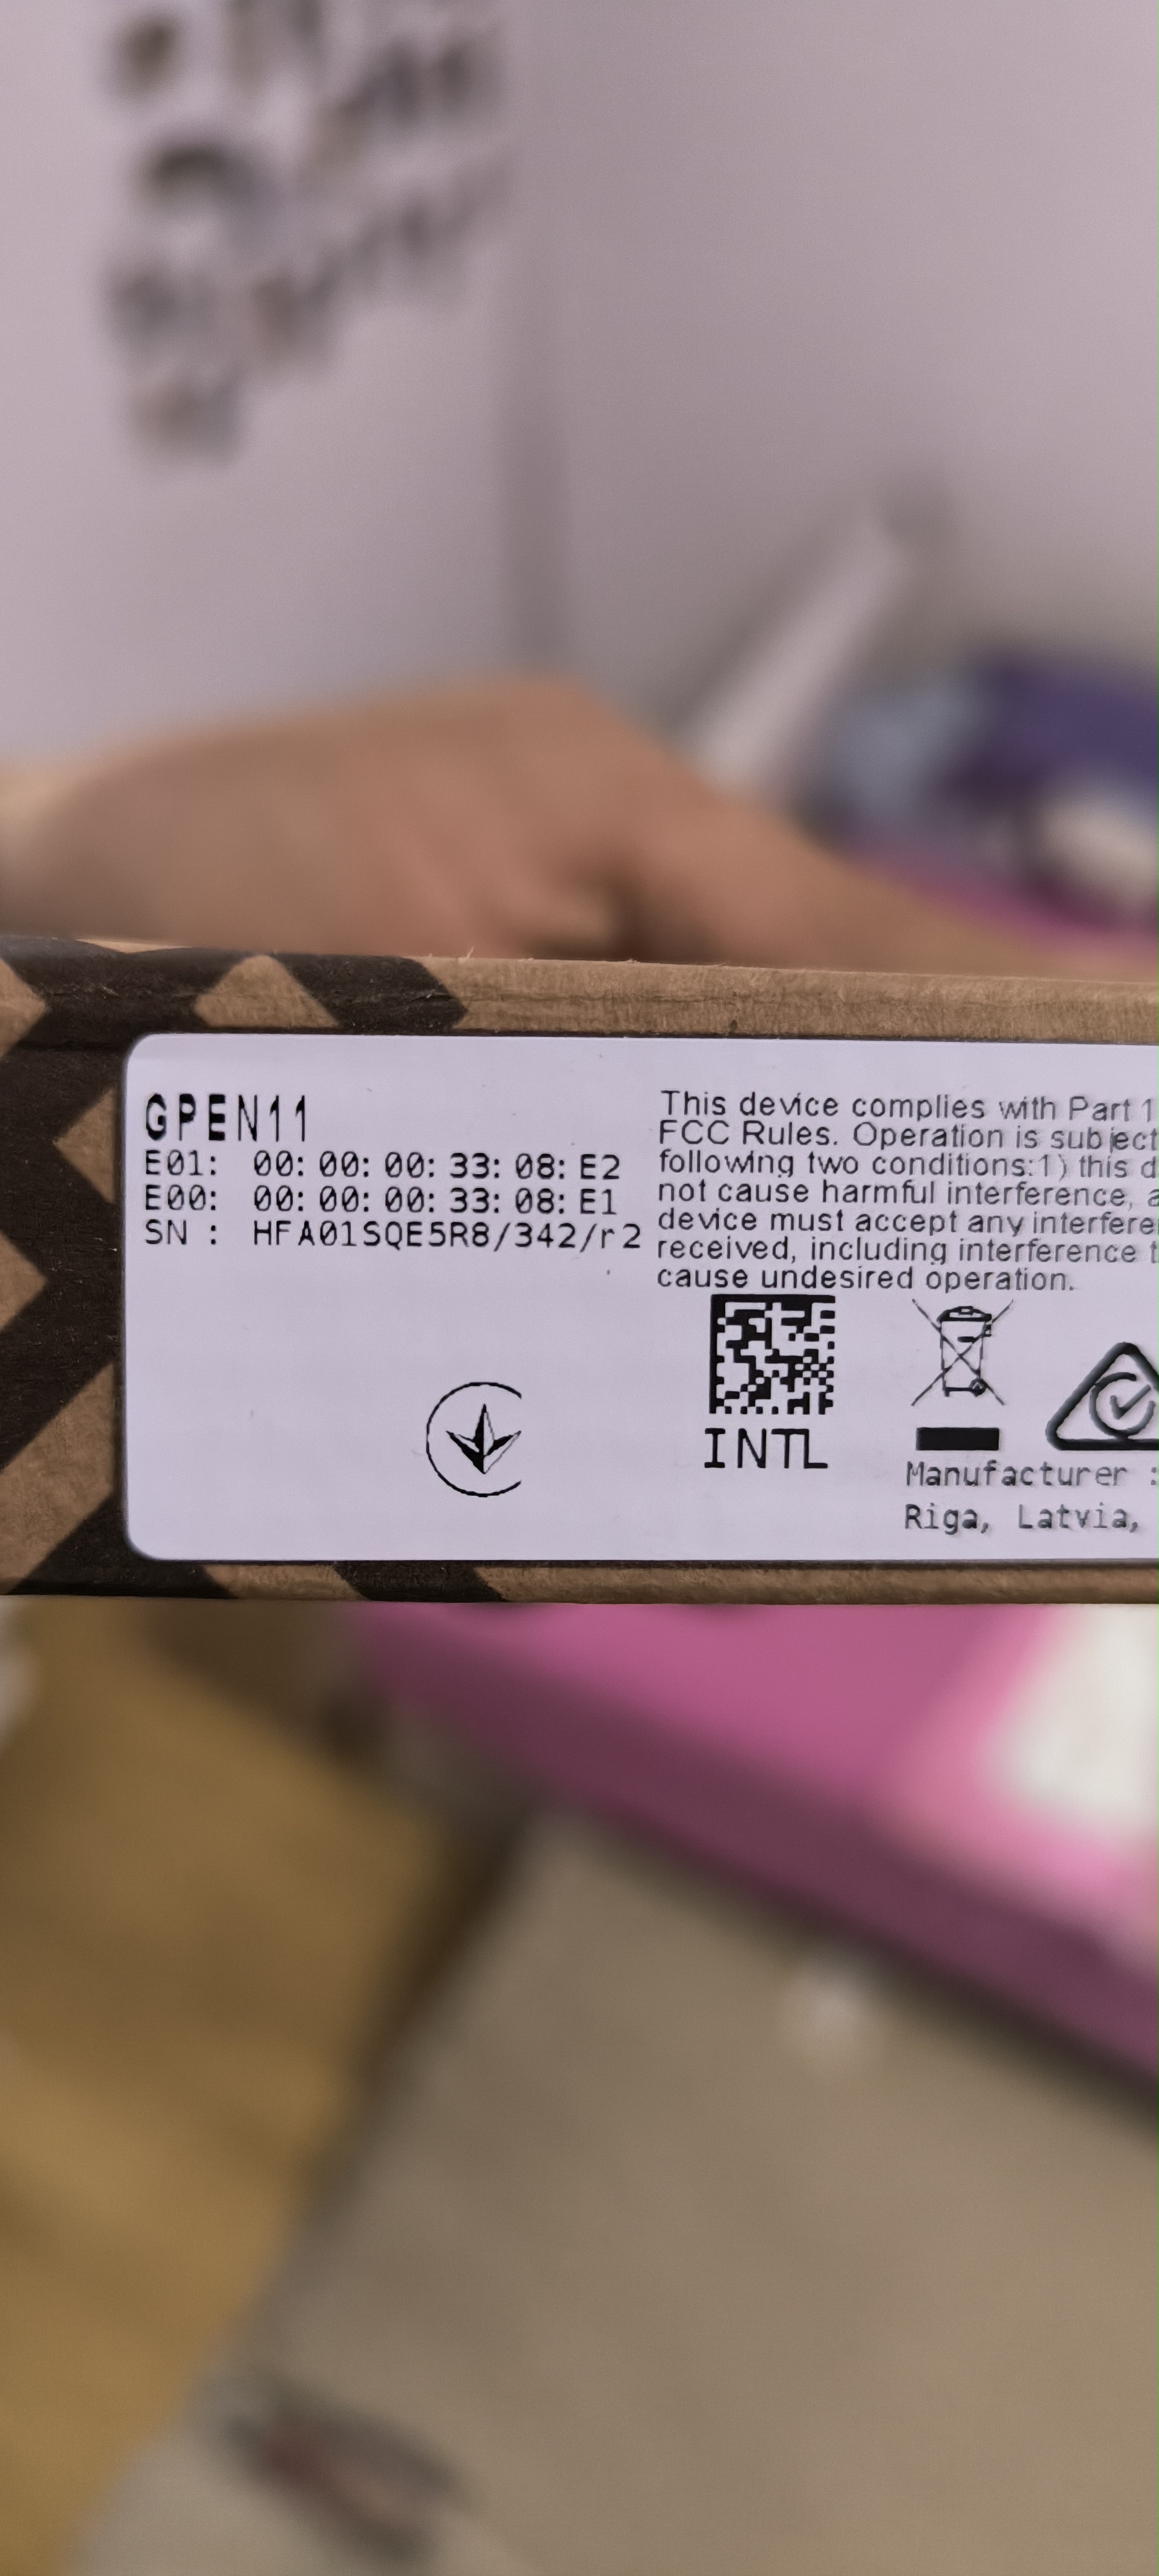 GPEN11
E01: 00:00:00:33:08:E2
E00: 00:00:00:33:08:E1
SN : HFA01SQE5R8/342/r2
This device complies with Part 1
FCC Rules. Operation is subject
following two conditions:1) this d
not cause harmful interference, a
device must accept any interfere
received, including interference t
cause undesired operation.
INTL
Manufacturer :
Riga, Latvia,